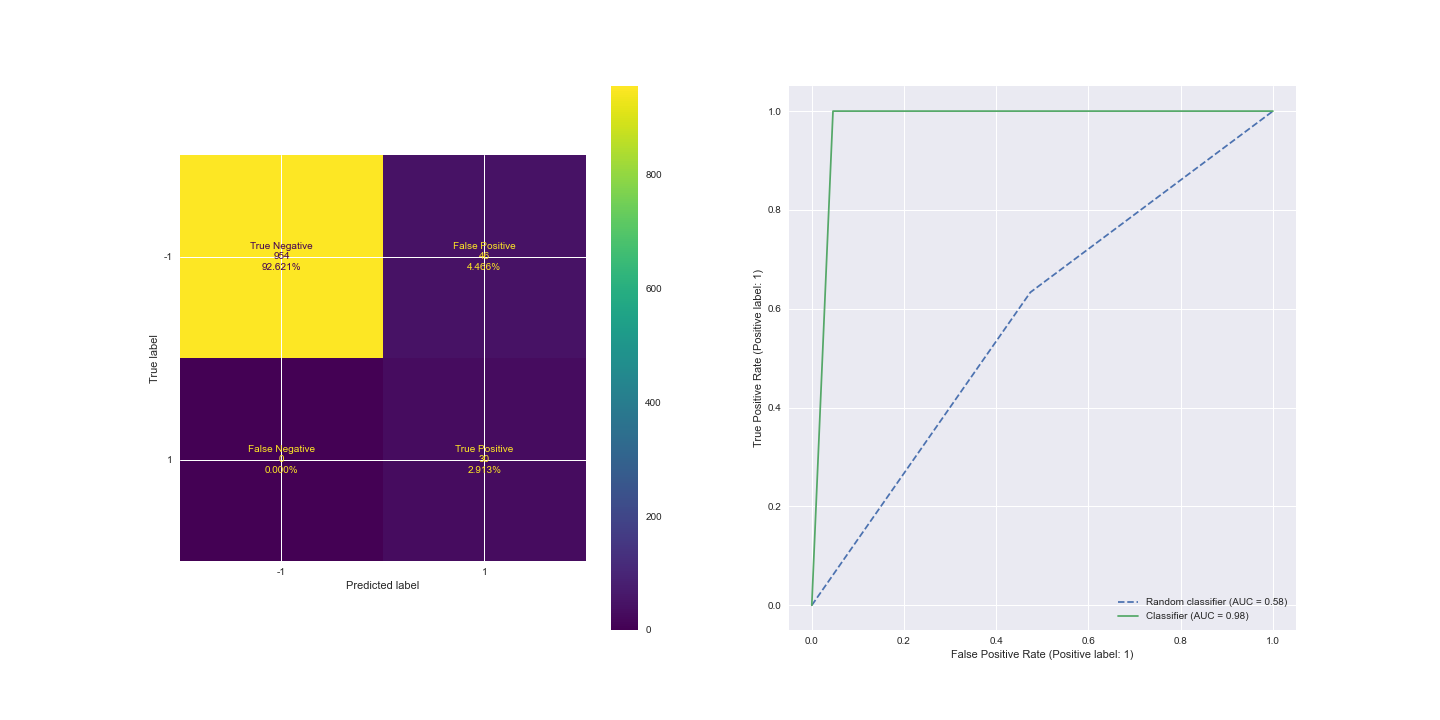 True Negative
954
92.621%
False Positive
46
4.466%
False Negative
0
0.000%
True Positive
30
2.913%
-1
1
True label
-1
1
Predicted label
800
600
400
200
0
1.0
0.8
0.6
0.4
0.2
0.0
True Positive Rate (Positive label: 1)
Random classifier (AUC = 0.58)
Classifier (AUC = 0.98)
0.0
0.2
0.4
0.6
0.8
1.0
False Positive Rate (Positive label: 1)